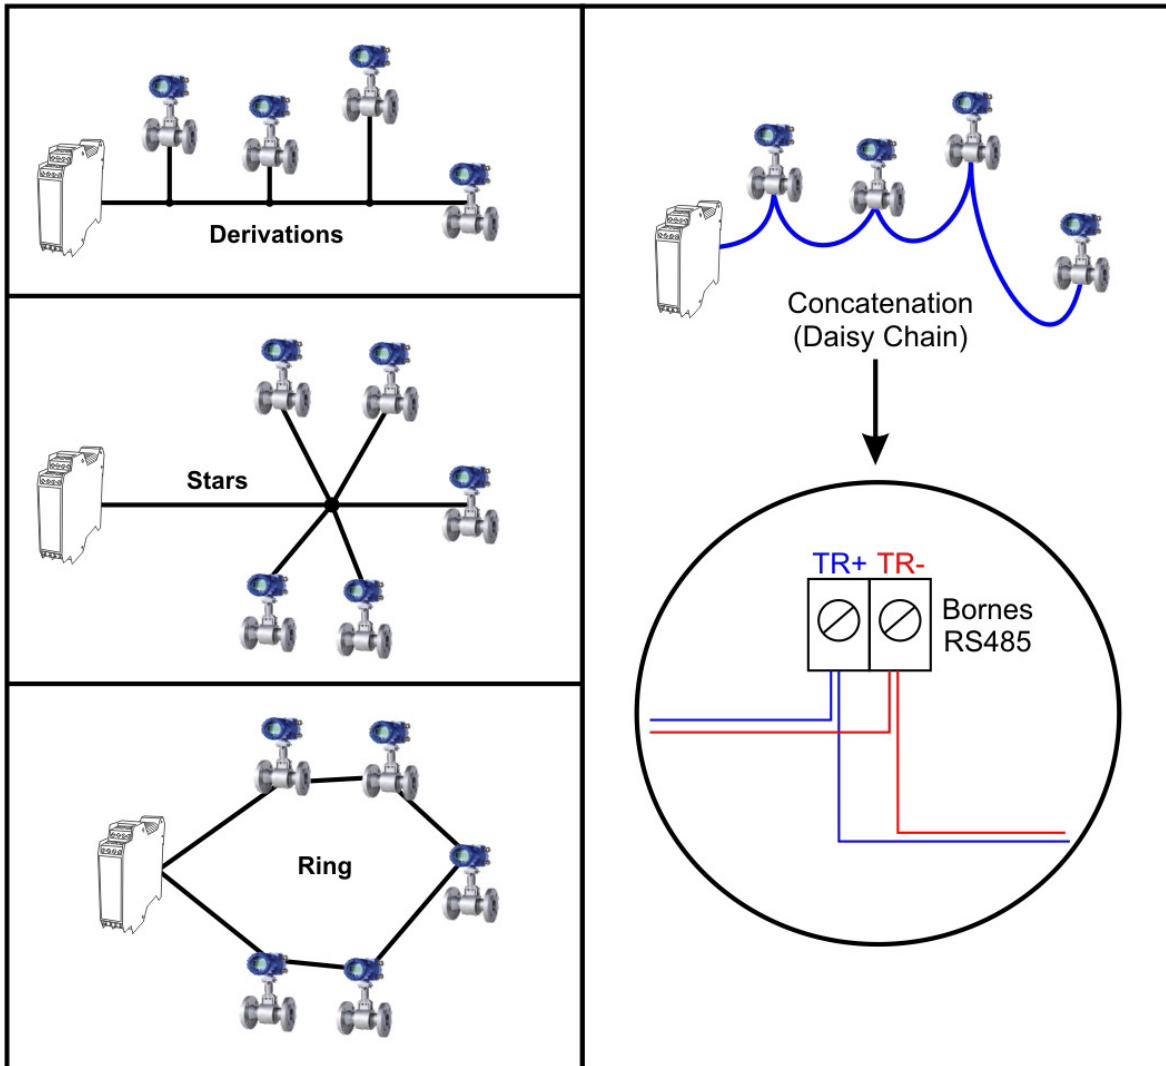 Derivations
Stars
Ring
Concatenation
(Daisy Chain)
TR+ TR-
Bornes
RS485